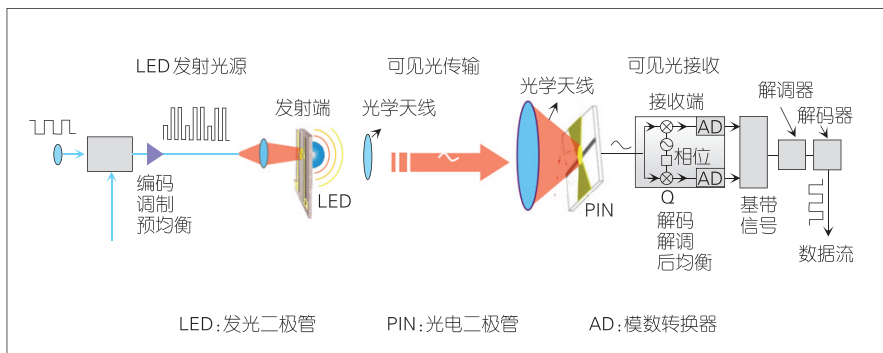 LED发射光源
可见光传输
可见光接收
发射端
光学天线
光学天线
接收端
解调器
解码器
AD
相位
AD
Q
LED
PIN
编码
调制
预均衡
解码
解调
后均衡
基带
信号
数据流
LED:发光二极管
PIN:光电二极管
AD:模数转换器